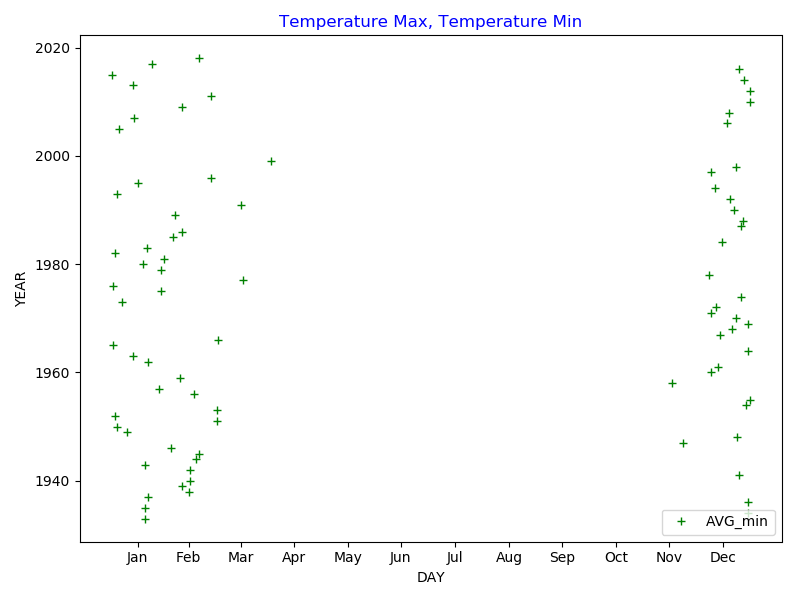 Temperature Max, Temperature Min
YEAR
2020
2000
1980
1960
1940
AVG_min
Jan Feb Mar Apr May Jun Jul Aug Sep Oct Nov Dec
DAY